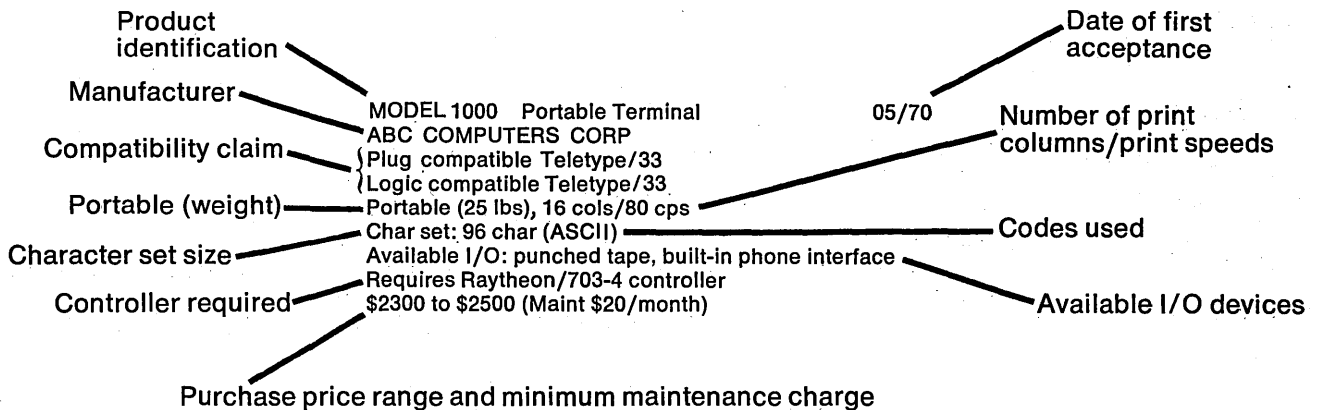 Product
identification
Date of first
acceptance
Manufacturer
MODEL 1000 Portable Terminal 05/70
Number of print
columns/print speeds
ABC COMPUTERS CORP
Compatibility claim
Plug compatible Teletype/33
Logic compatible Teletype/33
Portable (weight)
Portable (25 lbs), 16 cols/80 cps
Character set size
Char set: 96 char (ASCII)
Codes used
Available I/O: punched tape, built-in phone interface
Controller required
Requires Raytheon/703-4 controller
Available I/O devices
$2300 to $2500 (Maint $20/month)
Purchase price range and minimum maintenance charge